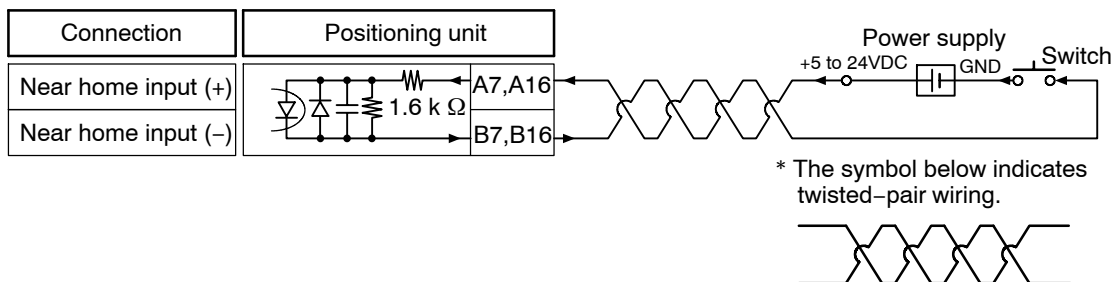 Connection
Positioning unit
Near home input (+)
Near home input (−)
1.6 k Ω
A7,A16
B7,B16
Power supply
+5 to 24VDC
GND
Switch
* The symbol below indicates
twisted−pair wiring.